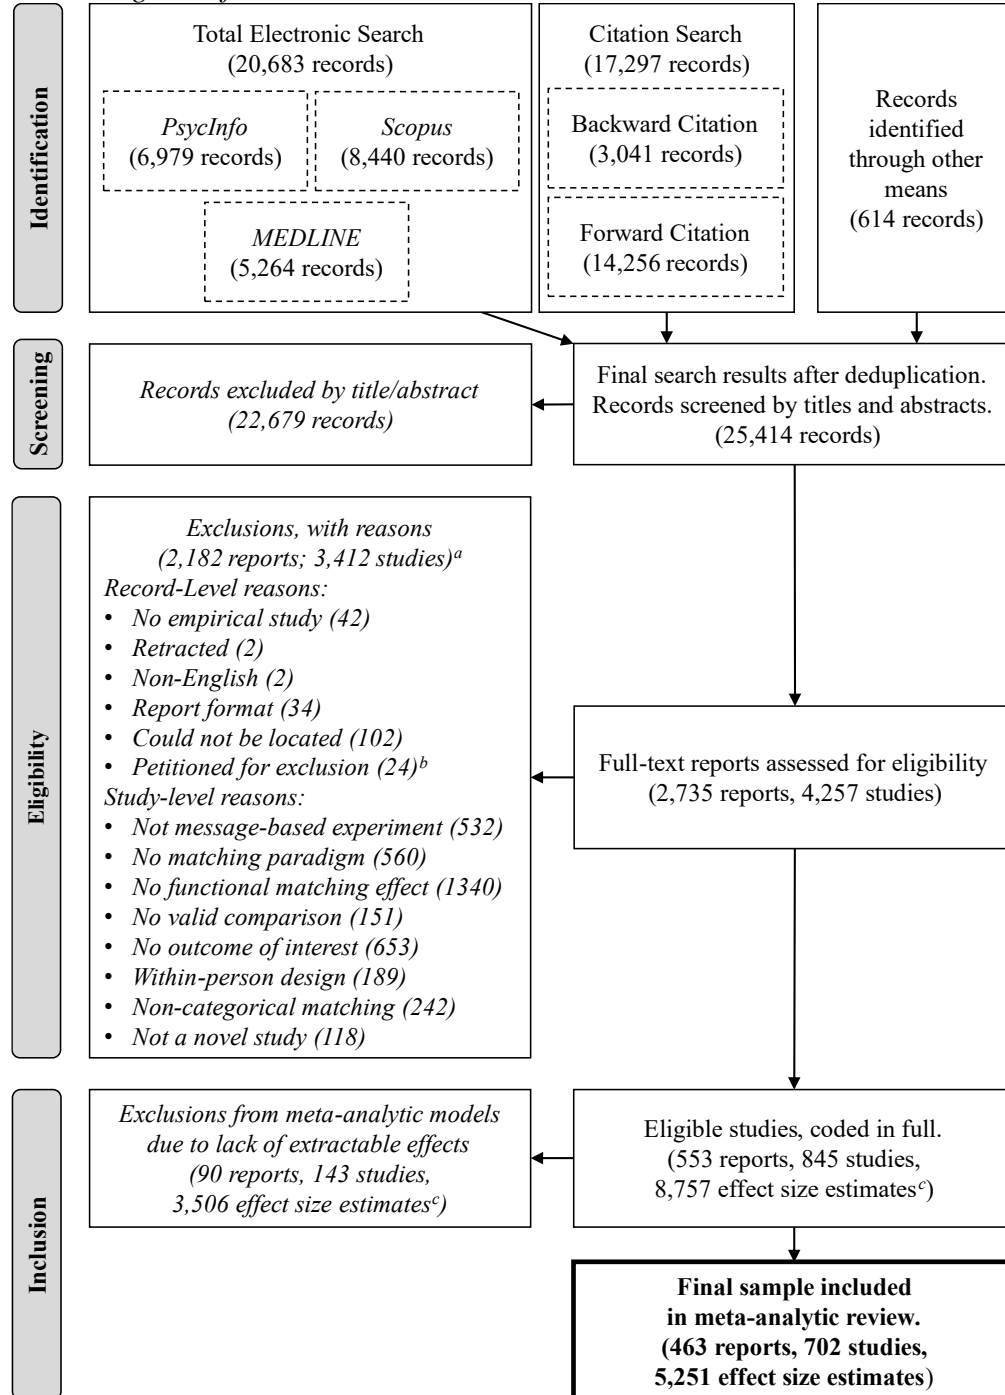 Identification
Total Electronic Search
(20,683 records)
PsycInfo
(6,979 records)
Scopus
(8,440 records)
MEDLINE
(5,264 records)
Citation Search
(17,297 records)
Backward Citation
(3,041 records)
Forward Citation
(14,256 records)
Records
identified
through other
means
(614 records)
Screening
Records excluded by title/abstract
(22,679 records)
Final search results after deduplication.
Records screened by titles and abstracts.
(25,414 records)
Eligibility
Exclusions, with reasons
(2,182 reports; 3,412 studies)a
Record-Level reasons:
• No empirical study (42)
• Retracted (2)
• Non-English (2)
• Report format (34)
• Could not be located (102)
• Petitioned for exclusion (24)b
Study-level reasons:
• Not message-based experiment (532)
• No matching paradigm (560)
• No functional matching effect (1340)
• No valid comparison (151)
• No outcome of interest (653)
• Within-person design (189)
• Non-categorical matching (242)
• Not a novel study (118)
Full-text reports assessed for eligibility
(2,735 reports, 4,257 studies)
Inclusion
Exclusions from meta-analytic models
due to lack of extractable effects
(90 reports, 143 studies,
3,506 effect size estimatesc)
Eligible studies, coded in full.
(553 reports, 845 studies,
8,757 effect size estimatesc)
Final sample included
in meta-analytic review.
(463 reports, 702 studies,
5,251 effect size estimates)